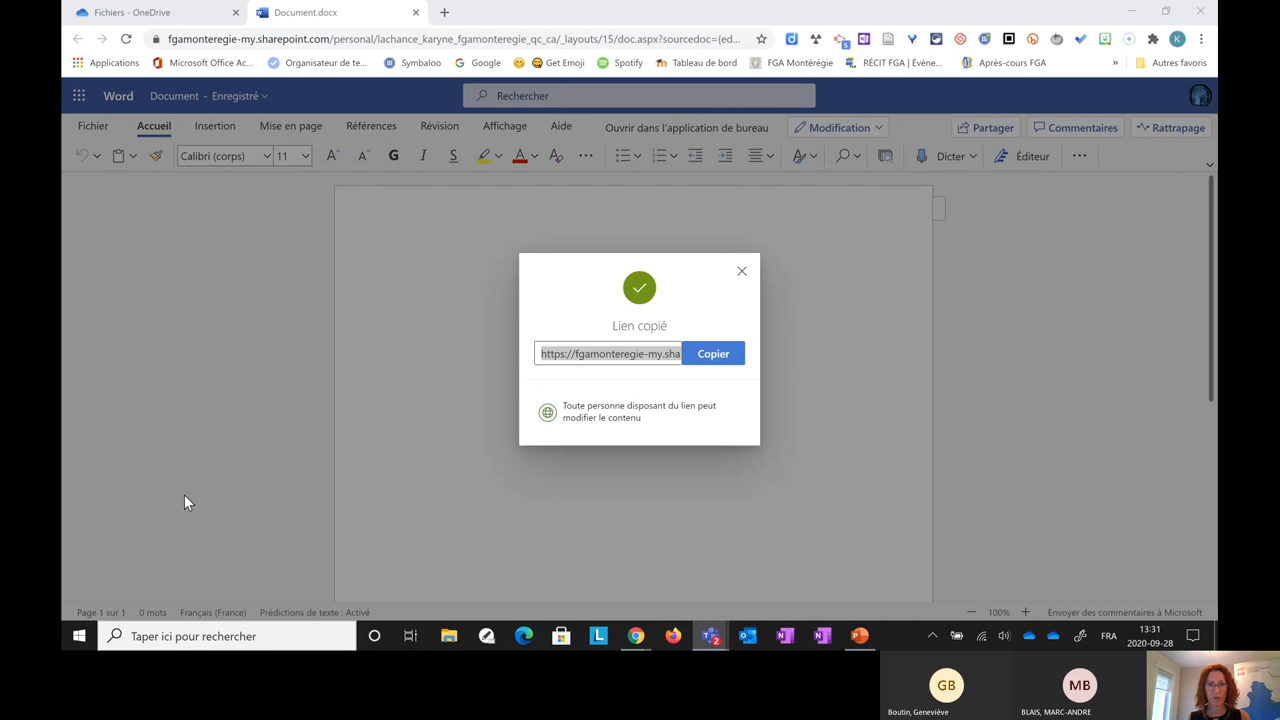 Fichiers - OneDrive
Document.docx
fgamonteregie-my.sharepoint.com/personal/lachance_karyne_fgamonteregie_qc_ca/_layouts/15/doc.aspx?sourcedoc={ed...
K
Applications
Microsoft Office Ac...
Organisateur de te...
Symbaloo
Google
Get Emoji
Spotify
Tableau de bord
FGA Montérégie
RÉCIT FGA | Évène...
Après-cours FGA
»
Autres favoris
Word
Document - Enregistré
Rechercher
Fichier
Accueil
Insertion
Mise en page
Références
Révision
Affichage
Aide
Ouvrir dans l'application de bureau
Modification
Partager
Commentaires
Rattrapage
Calibri (corps)
11
A
A
G
I
S
A
Dicter
Éditeur
Lien copié
https://fgamonteregie-my.sha
Copier
Toute personne disposant du lien peut
modifier le contenu
Page 1 sur 1
0 mots
Français (France)
Prédictions de texte : Activé
100%
Envoyer des commentaires à Microsoft
Taper ici pour rechercher
L
2
FRA
13:31
2020-09-28
GB
MB
Boutin, Geneviève
BLAIS, MARC-ANDRE